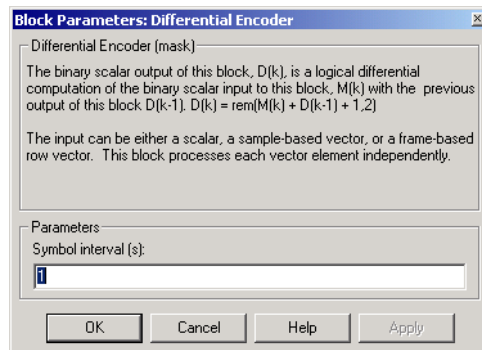 Block Parameters: Differential Encoder
Differential Encoder (mask)
The binary scalar output of this block, D(k), is a logical differential
computation of the binary scalar input to this block, M(k) with the previous
output of this block D(k-1). D(k) = rem(M(k) + D(k-1) + 1,2)
The input can be either a scalar, a sample-based vector, or a frame-based
row vector. This block processes each vector element independently.
Parameters
Symbol interval (s):
1
OK Cancel Help Apply